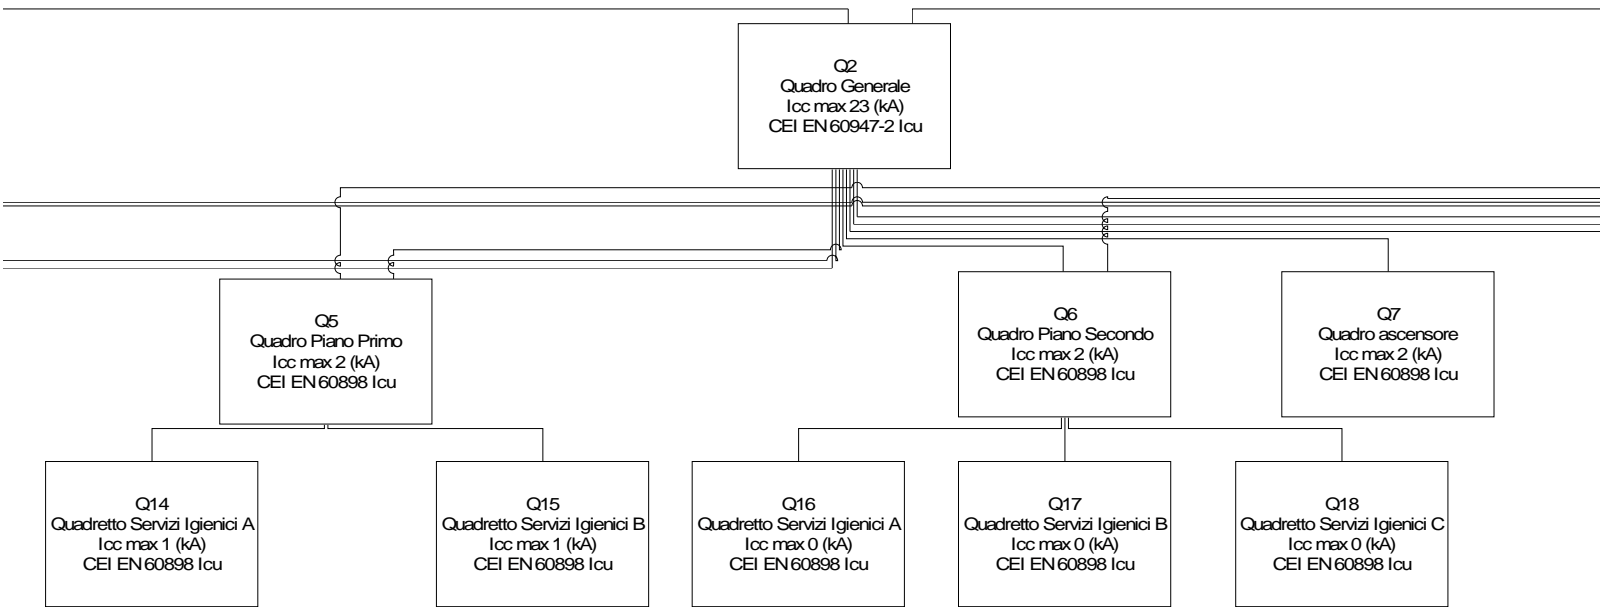 Q2
Quadro Generale
Icc max 23 (kA)
CEI EN 60947-2 Icu
Q5
Quadro Piano Primo
Icc max 2 (kA)
CEI EN 60898 Icu
Q6
Quadro Piano Secondo
Icc max 2 (kA)
CEI EN 60898 Icu
Q7
Quadro ascensore
Icc max 2 (kA)
CEI EN 60898 Icu
Q14
Quadretto Servizi Igienici A
Icc max 1 (kA)
CEI EN 60898 Icu
Q15
Quadretto Servizi Igienici B
Icc max 1 (kA)
CEI EN 60898 Icu
Q16
Quadretto Servizi Igienici A
Icc max 0 (kA)
CEI EN 60898 Icu
Q17
Quadretto Servizi Igienici B
Icc max 0 (kA)
CEI EN 60898 Icu
Q18
Quadretto Servizi Igienici C
Icc max 0 (kA)
CEI EN 60898 Icu